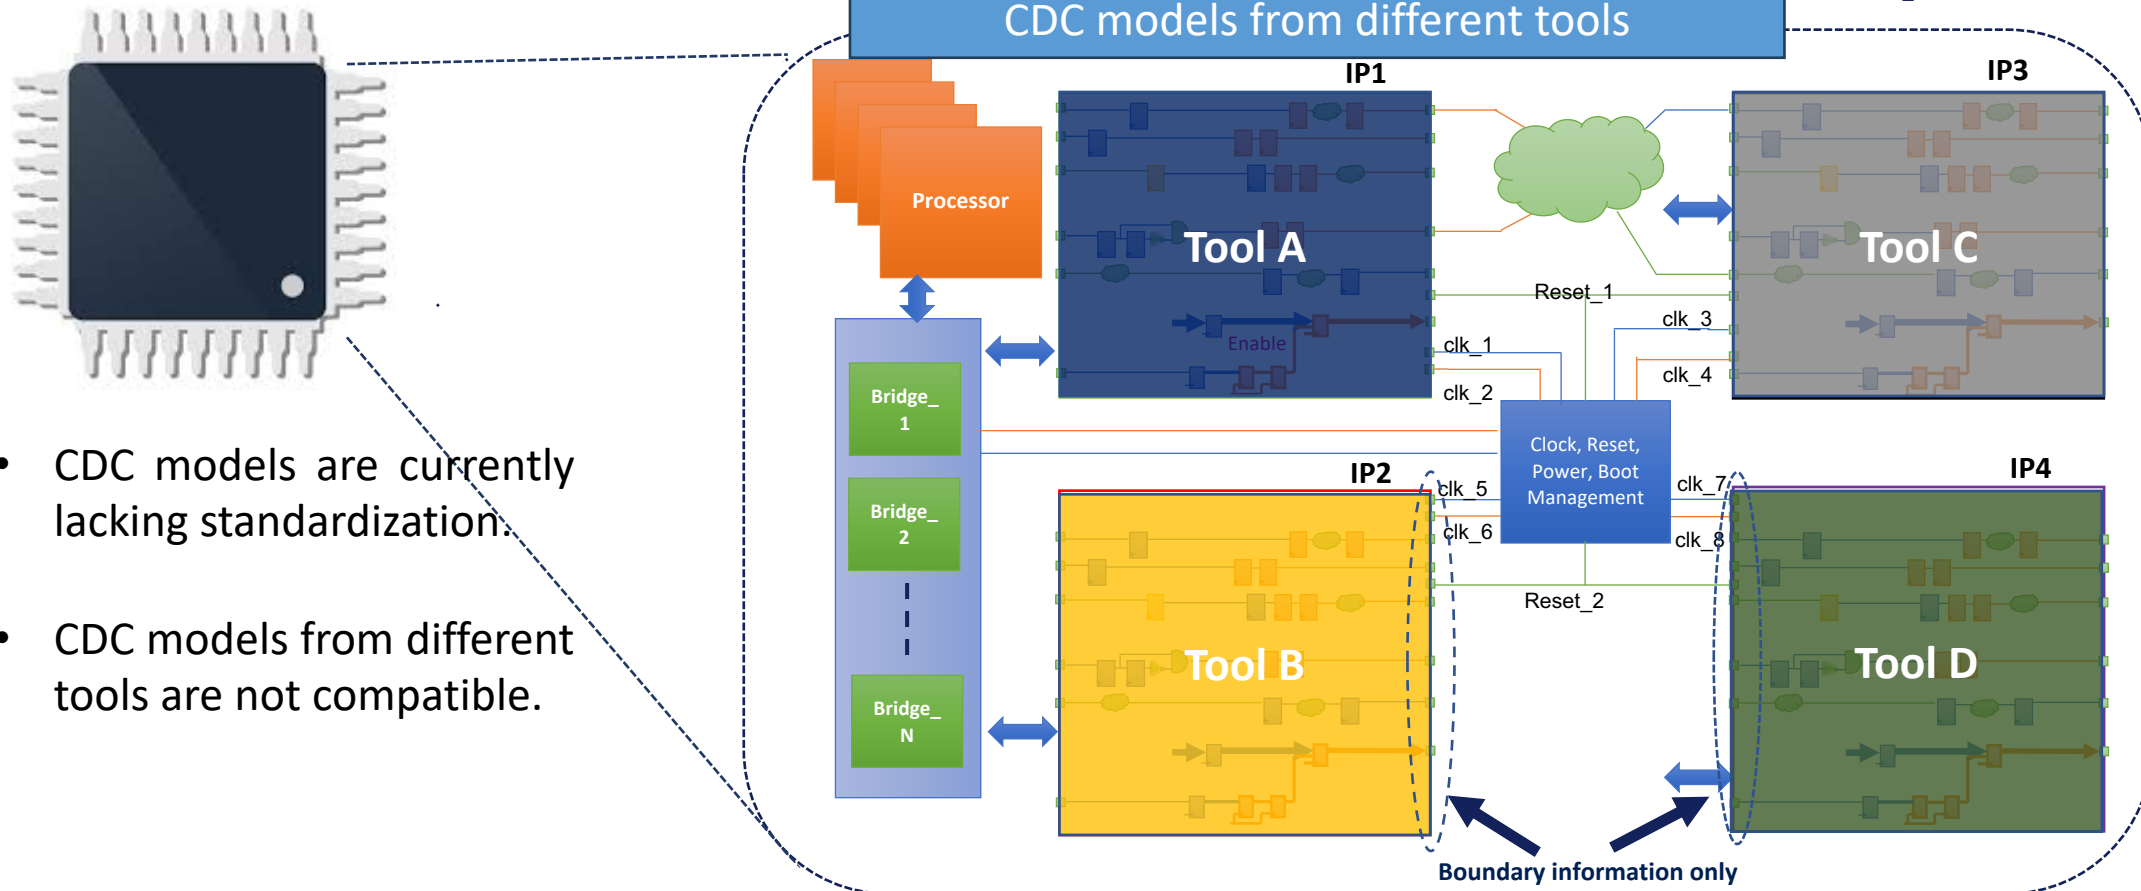 CDC models from different tools
IP1
IP3
Processor
Tool A
Tool C
Reset_1
clk_3
Enable
clk_1
clk_4
clk_2
Bridge_
1
Clock, Reset,
Power, Boot
Management
• CDC models are currently
lacking standardization.
IP2
IP4
clk_5
clk_7
Bridge_
2
clk_6
clk_8
Reset_2
• CDC models from different
tools are not compatible.
Tool B
Tool D
Bridge_
N
Boundary information only